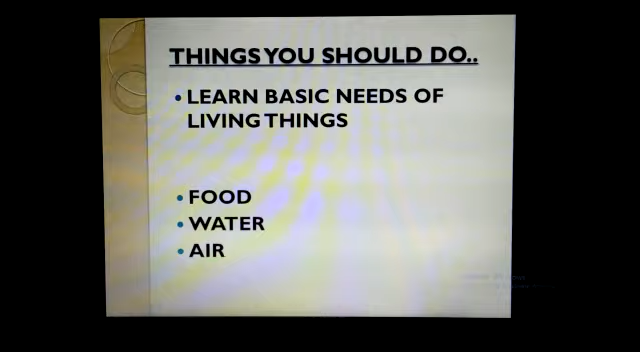 THINGS YOU SHOULD DO..
• LEARN BASIC NEEDS OF
LIVING THINGS
• FOOD
• WATER
• AIR